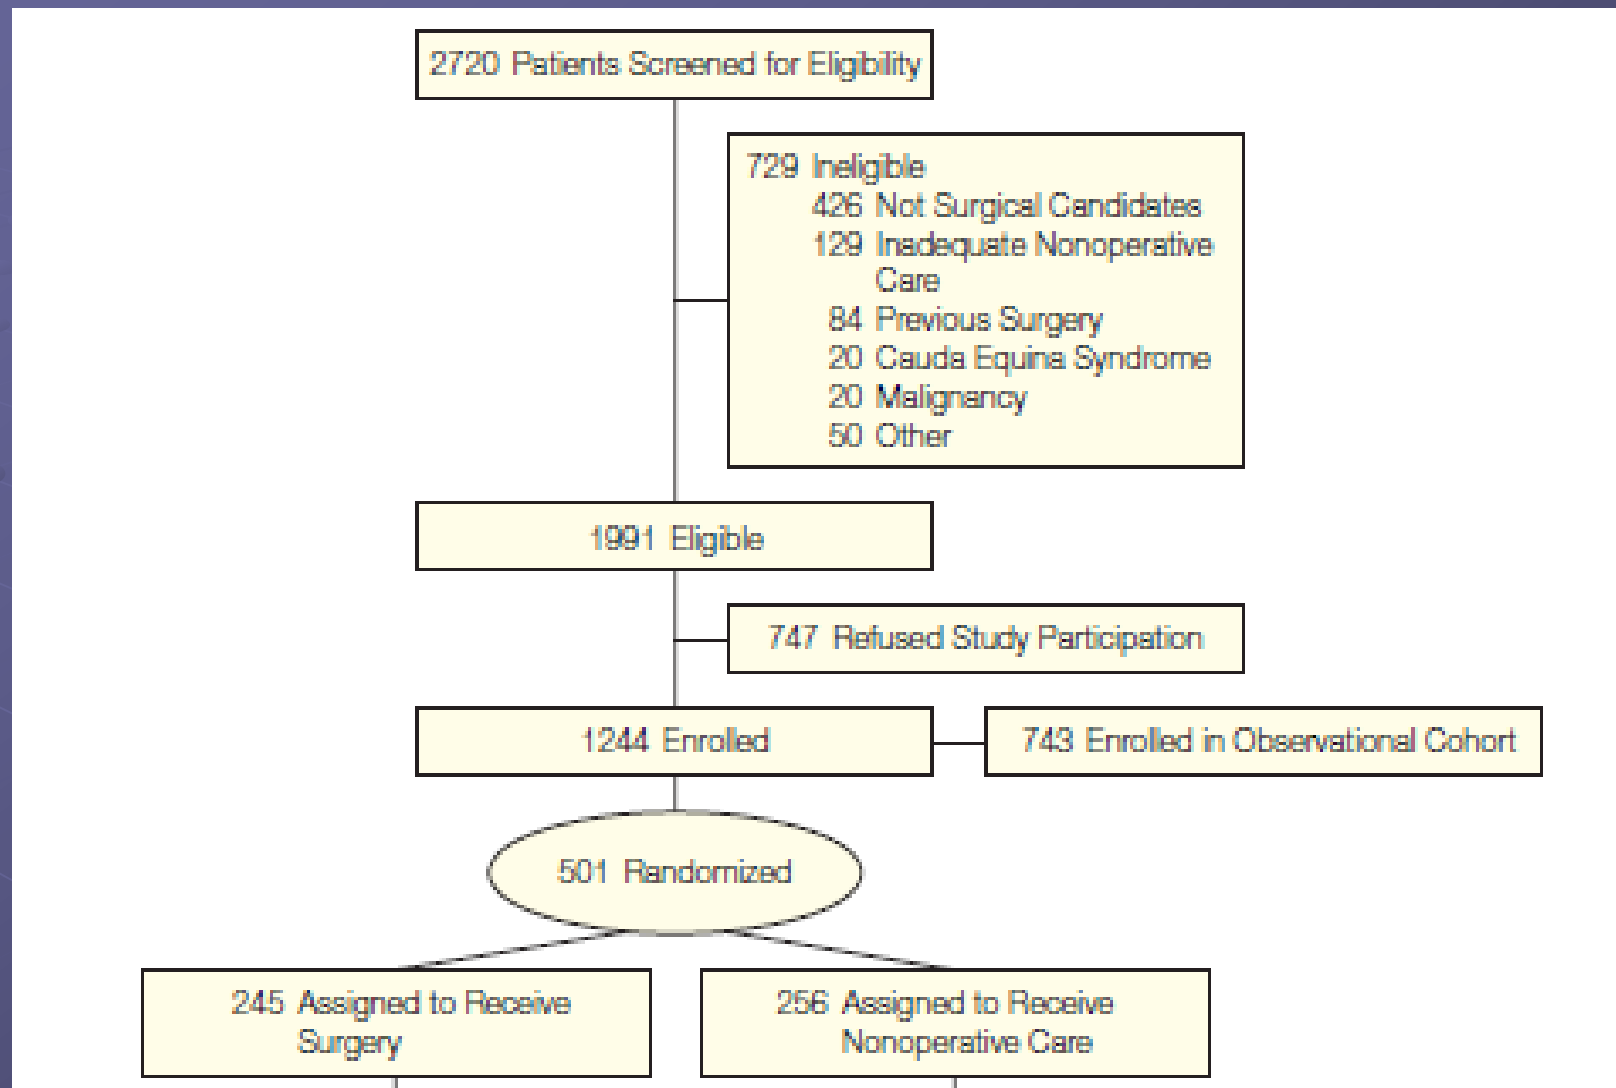 2720 Patients Screened for Eligibility
729 Ineligible
426 Not Surgical Candidates
129 Inadequate Nonoperative
Care
84 Previous Surgery
20 Cauda Equina Syndrome
20 Malignancy
50 Other
1991 Eligible
747 Refused Study Participation
1244 Enrolled
743 Enrolled in Observational Cohort
501 Randomized
245 Assigned to Receive
Surgery
256 Assigned to Receive
Nonoperative Care